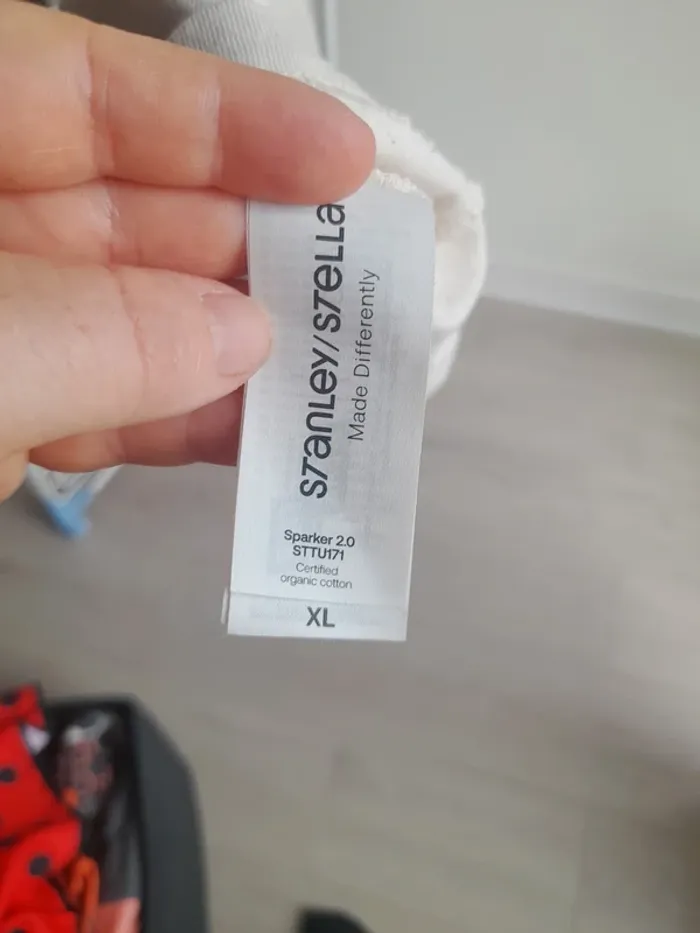 STANLEY/STELLA
Made Differently
Sparker 2.0
STTU171
Certified
organic cotton
XL